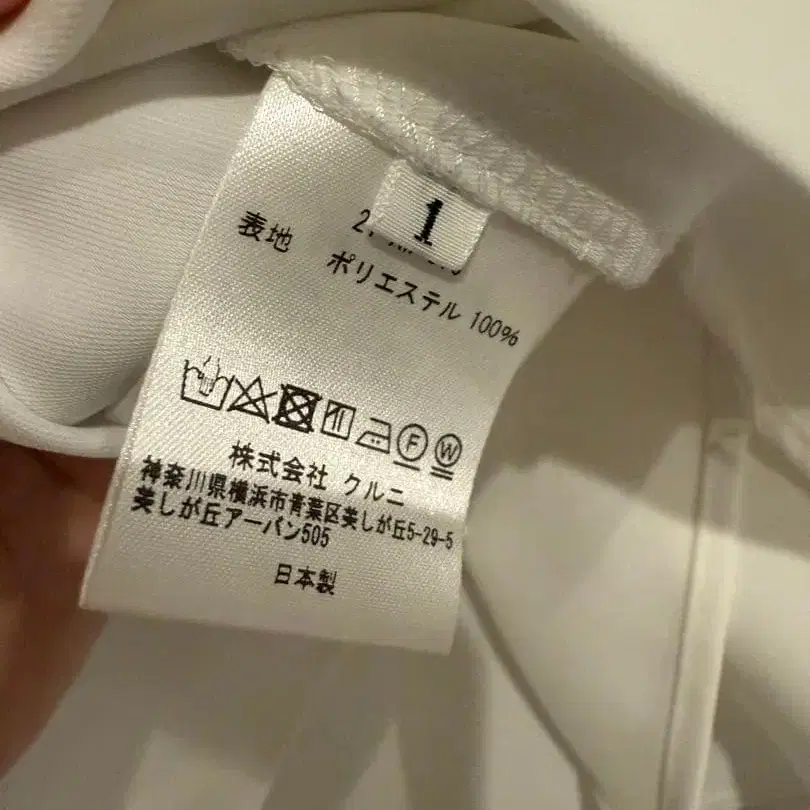 1
表地
ポリエステル 100%
F W
株式会社 クルニ
神奈川県横浜市青葉区美しが丘5-29-5
美しが丘アーバン505
日本製